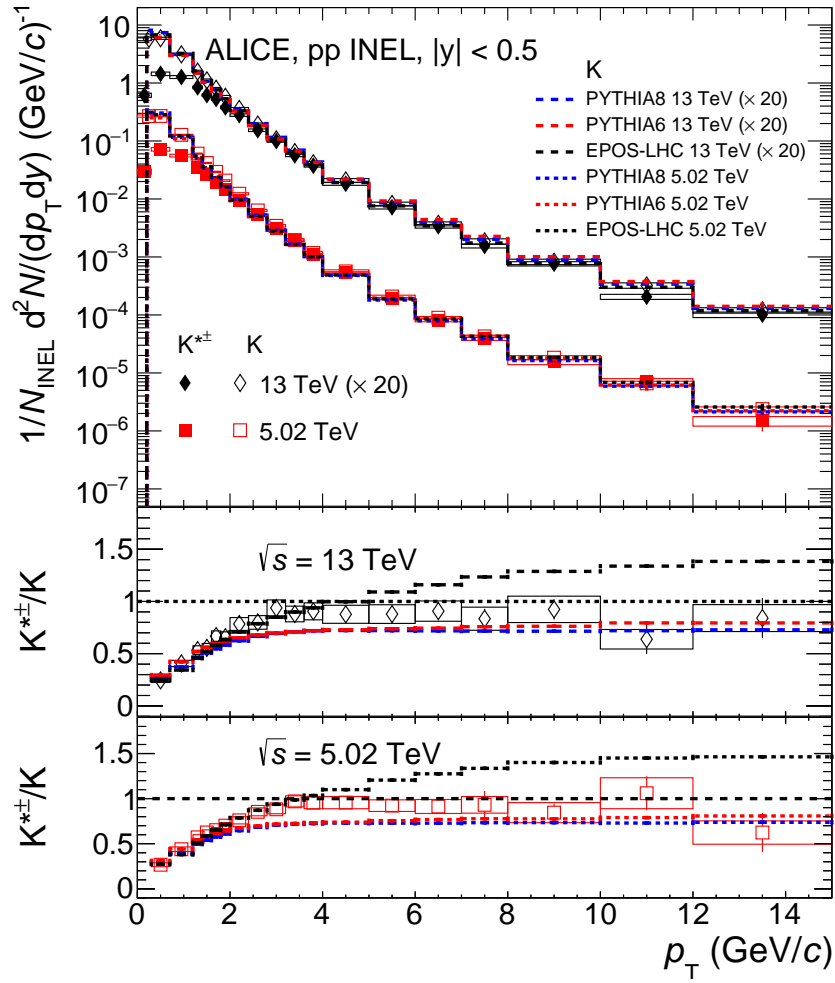 ALICE, pp INEL, |y| < 0.5
1/N_INEL d²N/(dp_T dy) (GeV/c)⁻¹
10
1
10⁻¹
10⁻²
10⁻³
10⁻⁴
10⁻⁵
10⁻⁶
10⁻⁷
K
PYTHIA8 13 TeV (× 20)
PYTHIA6 13 TeV (× 20)
EPOS-LHC 13 TeV (× 20)
PYTHIA8 5.02 TeV
PYTHIA6 5.02 TeV
EPOS-LHC 5.02 TeV
K*± K
13 TeV (× 20)
5.02 TeV
K*±/K
1.5
1
0.5
0
√s = 13 TeV
K*±/K
1.5
1
0.5
0
√s = 5.02 TeV
0 2 4 6 8 10 12 14
p_T (GeV/c)